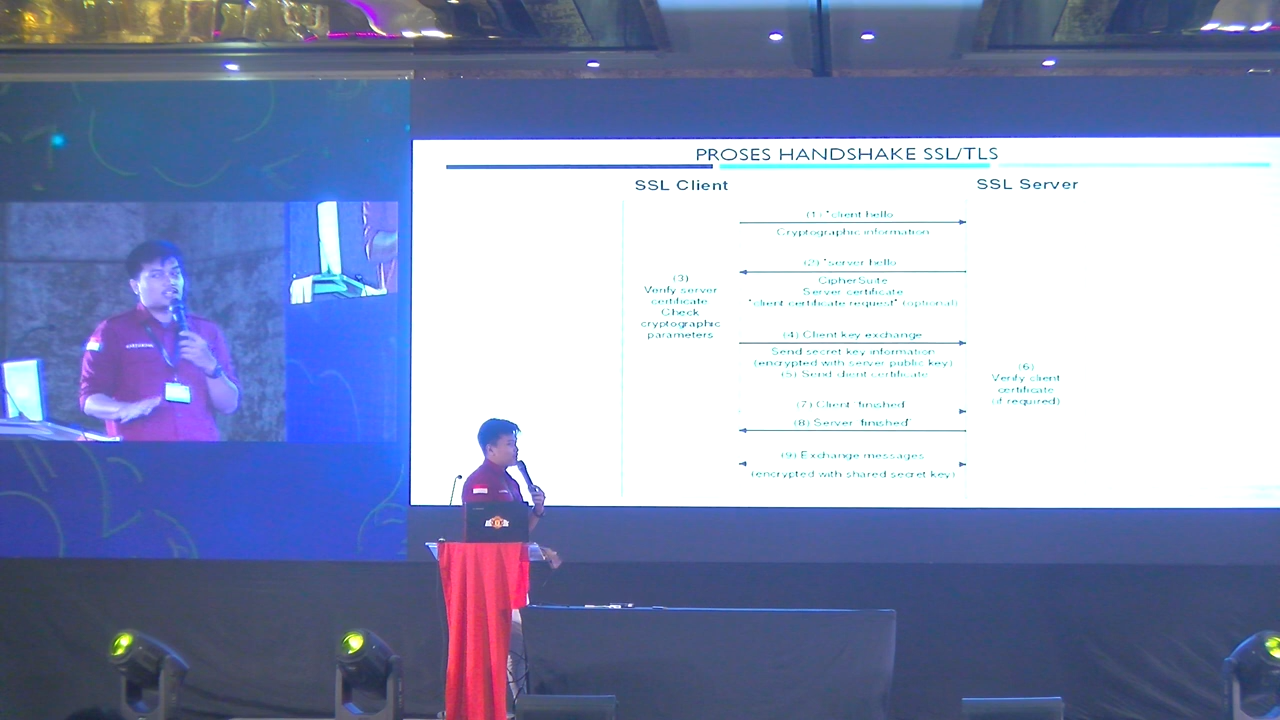 PROSES HANDSHAKE SSL/TLS
SSL Client
SSL Server
(1) "client hello
Cryptographic information
(2) "server hello
CipherSuite
Server certificate
"client certificate request" (optional)
(3)
Verify server
certificate
Check
cryptographic
parameters
(4) Client key exchange
Send secret key information
(encrypted with server public key)
(5) Send client certificate
(6)
Verify client
certificate
(if required)
(7) Client "finished
(8) Server "finished"
(9) Exchange messages
(encrypted with shared secret key)